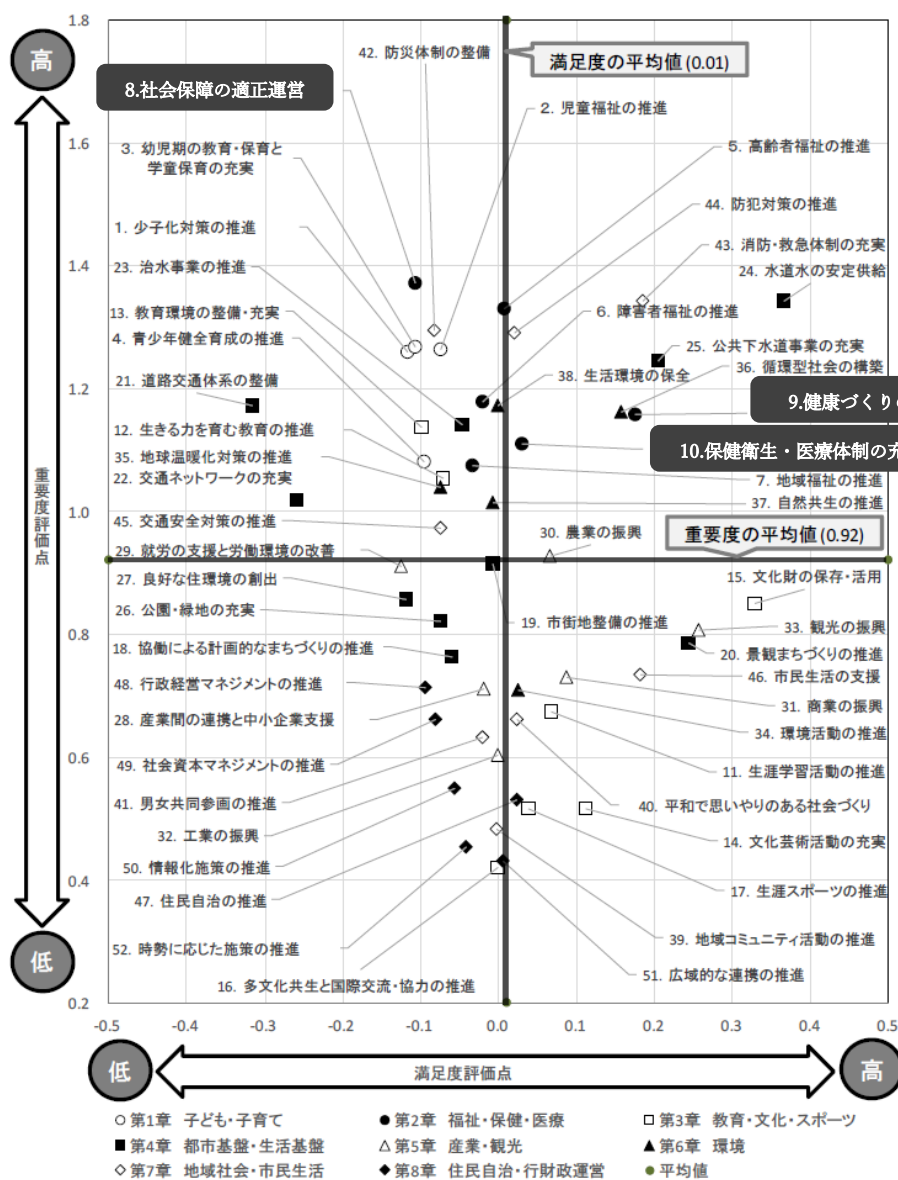 1.8
高
42. 防災体制の整備
満足度の平均値(0.01)
8.社会保障の適正運営
2. 児童福祉の推進
1.6
3. 幼児期の教育・保育と
学童保育の充実
5. 高齢者福祉の推進
44. 防犯対策の推進
1. 少子化対策の推進
43. 消防・救急体制の充実
23. 治水事業の推進
1.4
24. 水道水の安定供給
13. 教育環境の整備・充実
6. 障害者福祉の推進
4. 青少年健全育成の推進
25. 公共下水道事業の充実
36. 循環型社会の構築
21. 道路交通体系の整備
38. 生活環境の保全
1.2
9.健康づくりの
12. 生きる力を育む教育の推進
10.保健衛生・医療体制の充
35. 地球温暖化対策の推進
22. 交通ネットワークの充実
7. 地域福祉の推進
37. 自然共生の推進
重要度評価点
1.0
45. 交通安全対策の推進
30. 農業の振興
重要度の平均値(0.92)
29. 就労の支援と労働環境の改善
27. 良好な住環境の創出
15. 文化財の保存・活用
26. 公園・緑地の充実
19. 市街地整備の推進
33. 観光の振興
0.8
18. 協働による計画的なまちづくりの推進
20. 景観まちづくりの推進
46. 市民生活の支援
48. 行政経営マネジメントの推進
31. 商業の振興
28. 産業間の連携と中小企業支援
34. 環境活動の推進
49. 社会資本マネジメントの推進
11. 生涯学習活動の推進
0.6
41. 男女共同参画の推進
40. 平和で思いやりのある社会づくり
32. 工業の振興
14. 文化芸術活動の充実
50. 情報化施策の推進
0.4
17. 生涯スポーツの推進
47. 住民自治の推進
39. 地域コミュニティ活動の推進
52. 時勢に応じた施策の推進
低
51. 広域的な連携の推進
16. 多文化共生と国際交流・協力の推進
0.2
-0.5 -0.4 -0.3 -0.2 -0.1 0.0 0.1 0.2 0.3 0.4 0.5
低 満足度評価点 高
○第1章 子ども・子育て ●第2章 福祉・保健・医療 □第3章 教育・文化・スポーツ
■第4章 都市基盤・生活基盤 △第5章 産業・観光 ▲第6章 環境
◇第7章 地域社会・市民生活 ◆第8章 住民自治・行財政運営 ●平均値